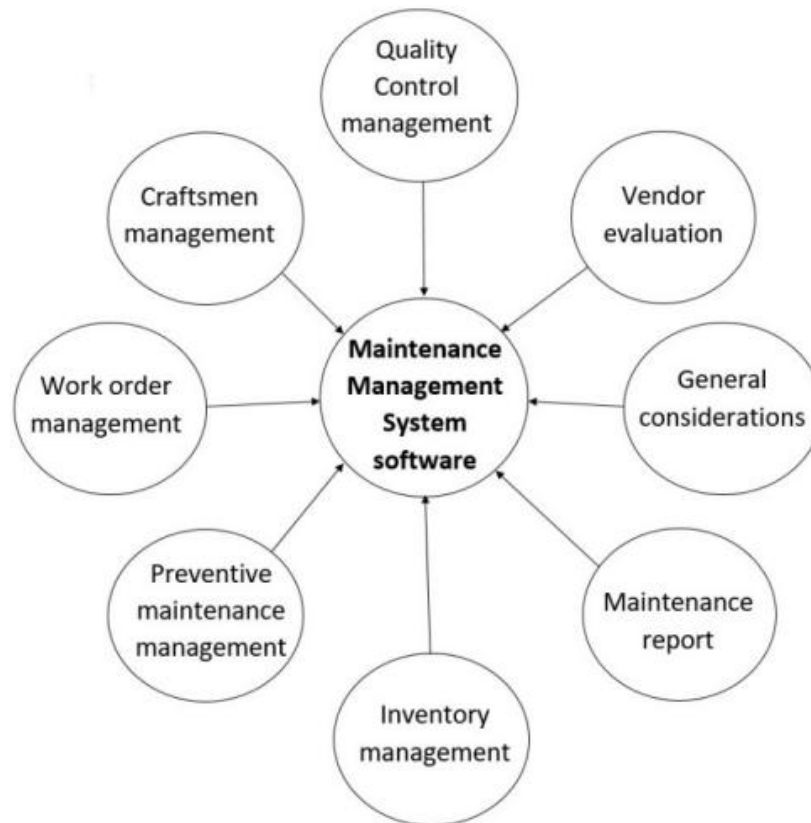 Quality
Control
management
Craftsmen
management
Vendor
evaluation
Maintenance
Management
System
software
Work order
management
General
considerations
Preventive
maintenance
management
Maintenance
report
Inventory
management